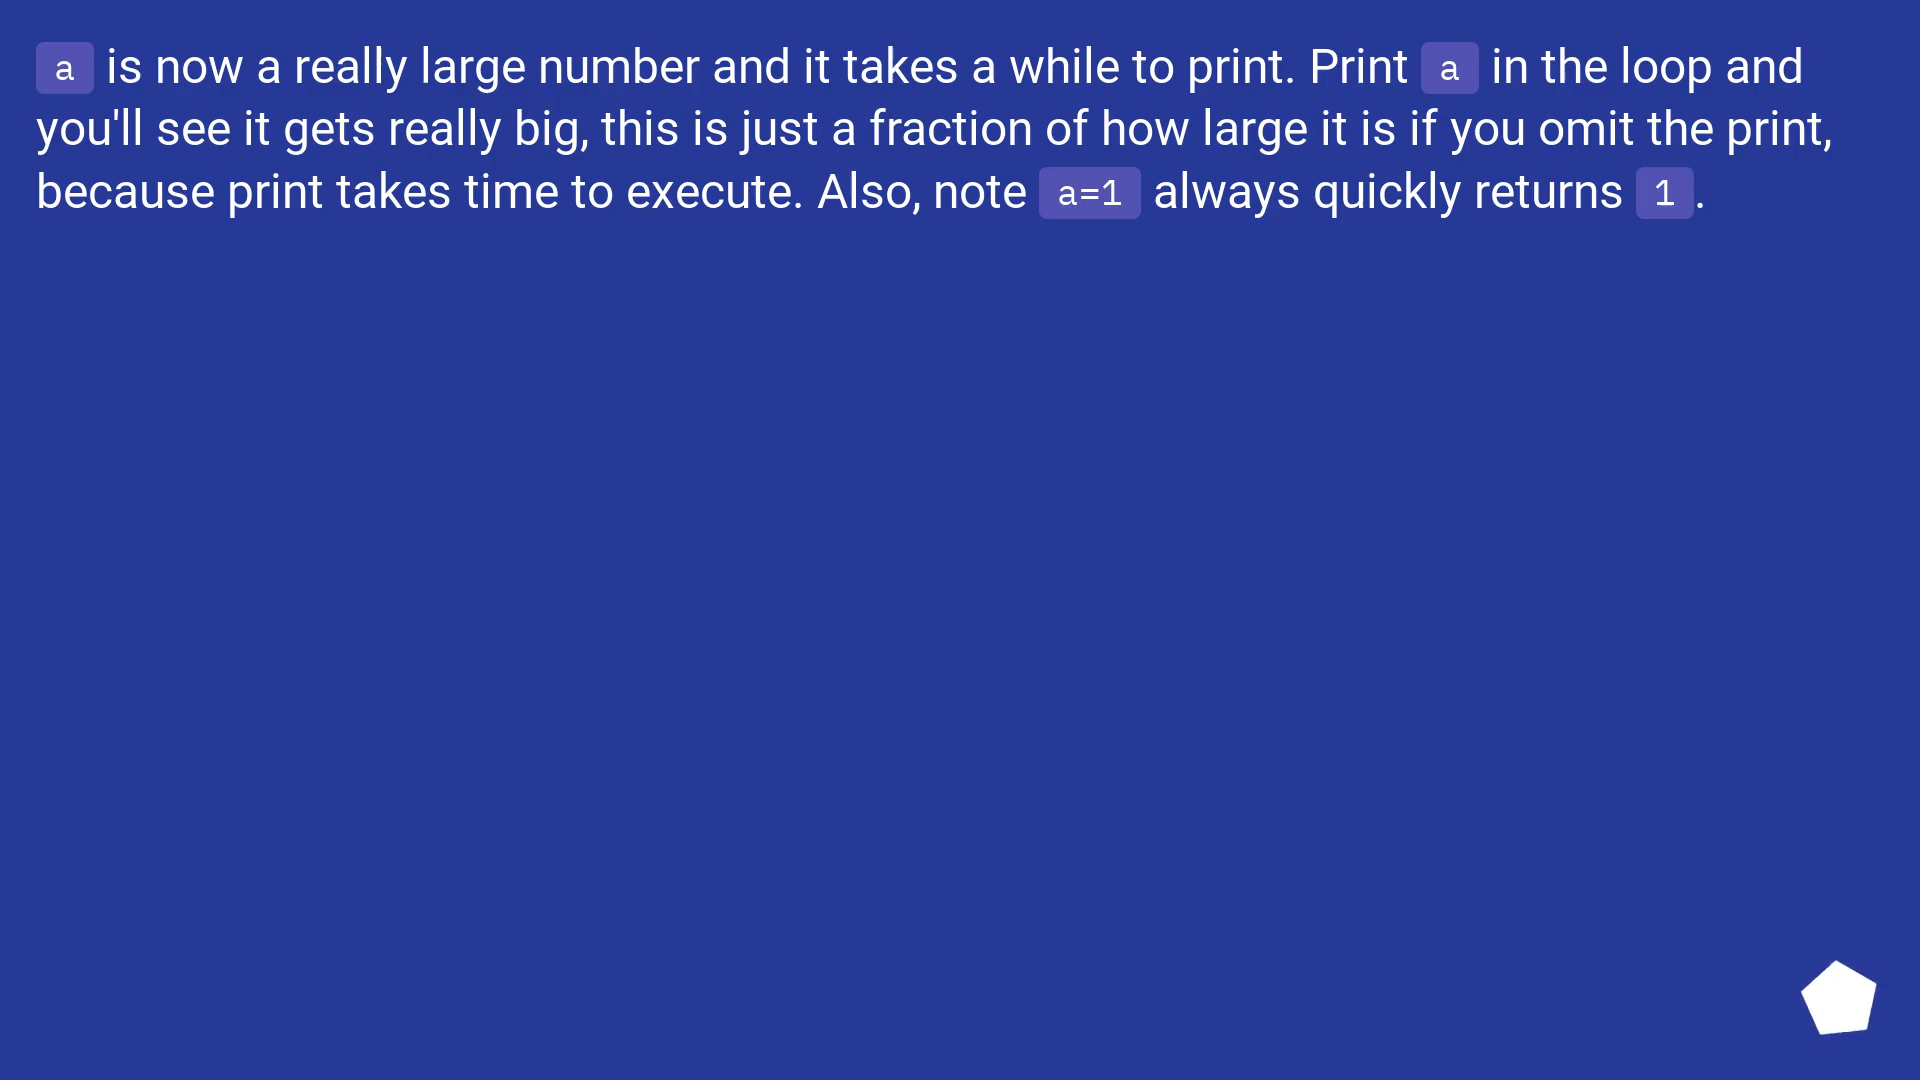 a is now a really large number and it takes a while to print. Print a in the loop and
you'll see it gets really big, this is just a fraction of how large it is if you omit the print,
because print takes time to execute. Also, note a=1 always quickly returns 1.